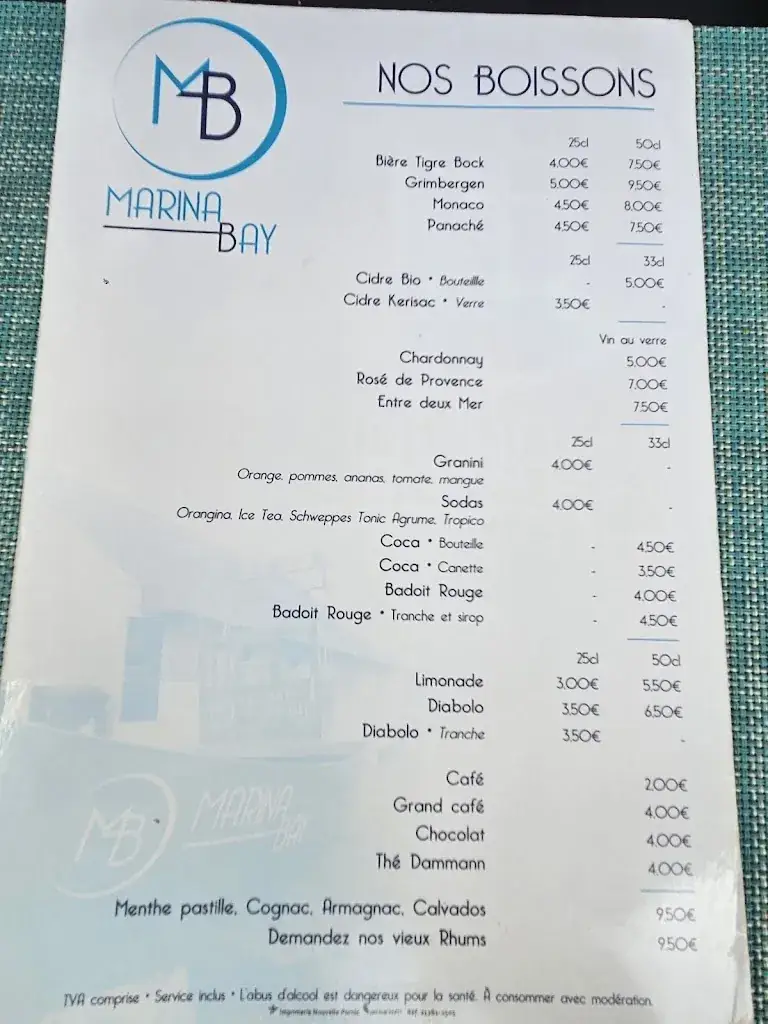 MB
MARINA
BAY
NOS BOISSONS
25cl 50cl
Bière Tigre Bock 4.00€ 7.50€
Grimbergen 5.00€ 9.50€
Monaco 4.50€ 8.00€
Panaché 4.50€ 7.50€
25cl 33cl
Cidre Bio • Bouteillle - 5.00€
Cidre Kerisac • Verre 3.50€ -
Vin au verre
Chardonnay 5.00€
Rosé de Provence 7.00€
Entre deux Mer 7.50€
25cl 33cl
Granini 4.00€ -
Orange, pommes, ananas, tomate, mangue
Sodas 4.00€ -
Orangina, Ice Tea, Schweppes Tonic Agrume, Tropico
Coca • Bouteille - 4.50€
Coca • Canette - 3.50€
Badoit Rouge - 4.00€
Badoit Rouge • Tranche et sirop - 4.50€
25cl 50cl
Limonade 3.00€ 5.50€
Diabolo 3.50€ 6.50€
Diabolo • Tranche 3.50€ -
Café 2.00€
Grand café 4.00€
Chocolat 4.00€
Thé Dammann 4.00€
MB MARINA
BAY
Menthe pastille, Cognac, Armagnac, Calvados 9.50€
Demandez nos vieux Rhums 9.50€
TVA comprise • Service inclus • L'abus d'alcool est dangereux pour la santé. À consommer avec modération.
Imprimerie Nouvelle